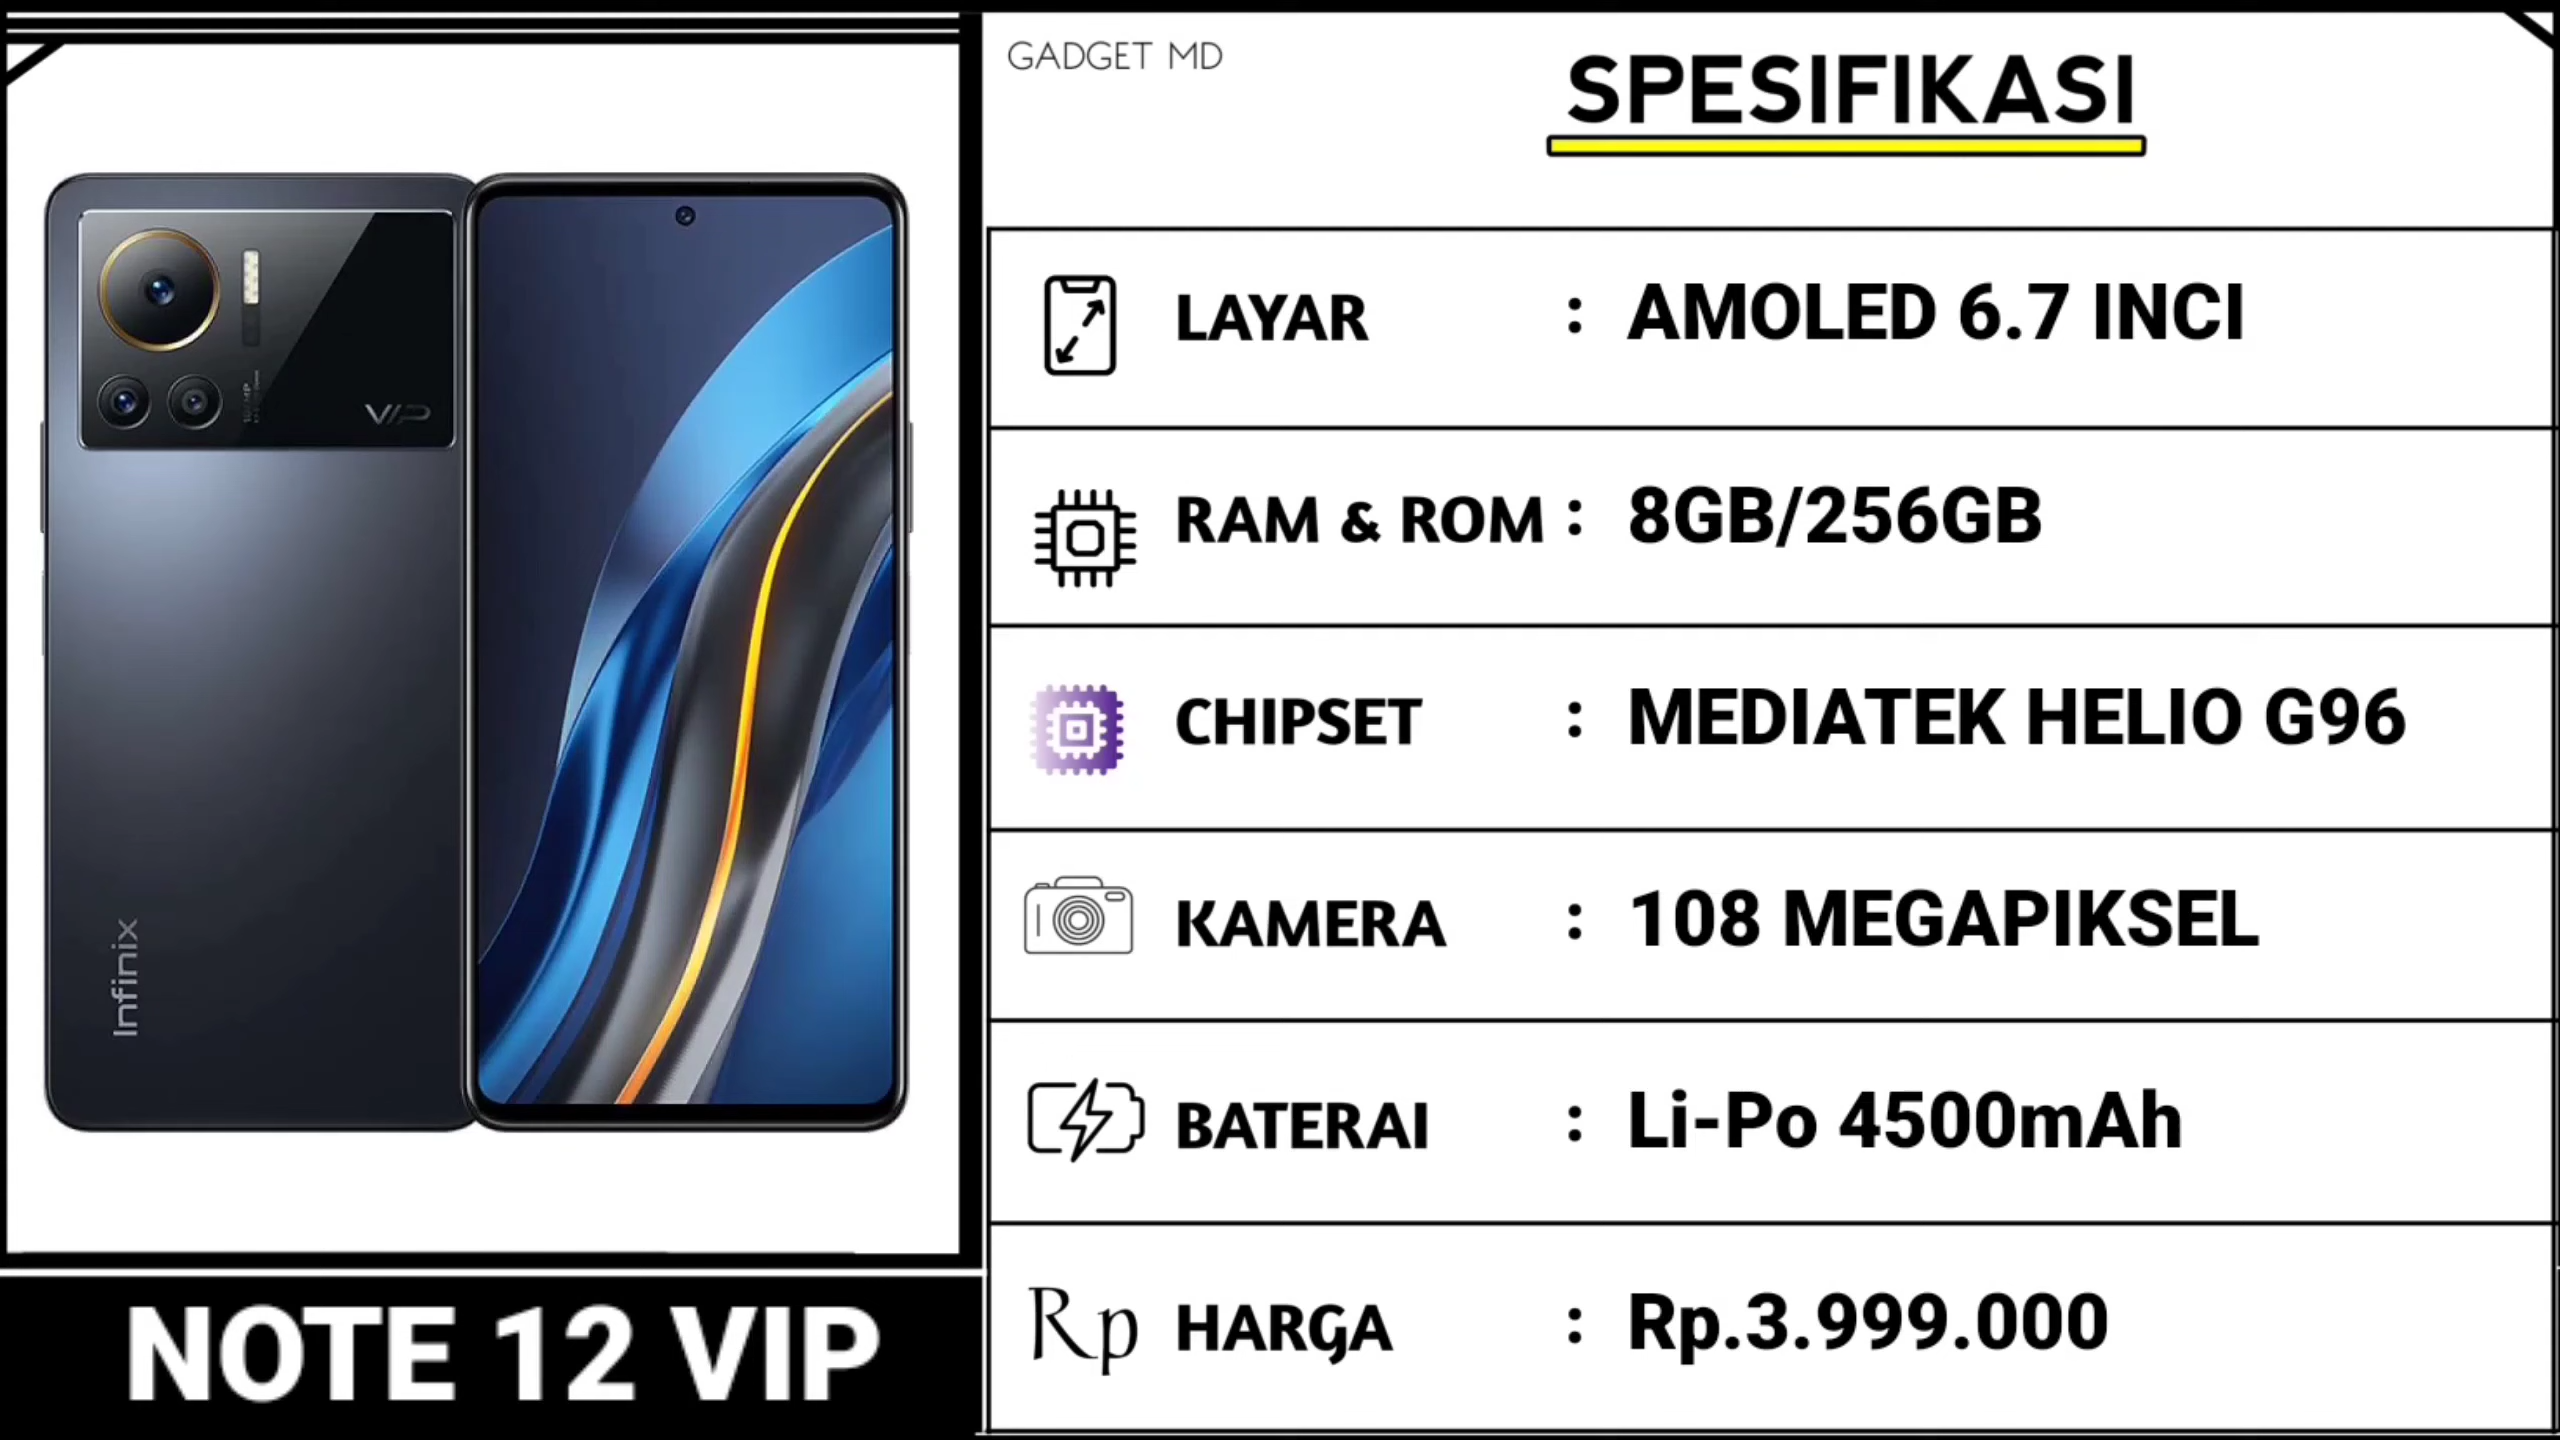 GADGET MD
SPESIFIKASI
VIP
Infinix
NOTE 12 VIP
LAYAR : AMOLED 6.7 INCI
RAM & ROM : 8GB/256GB
CHIPSET : MEDIATEK HELIO G96
KAMERA : 108 MEGAPIKSEL
BATERAI : Li-Po 4500mAh
Rp HARGA : Rp.3.999.000